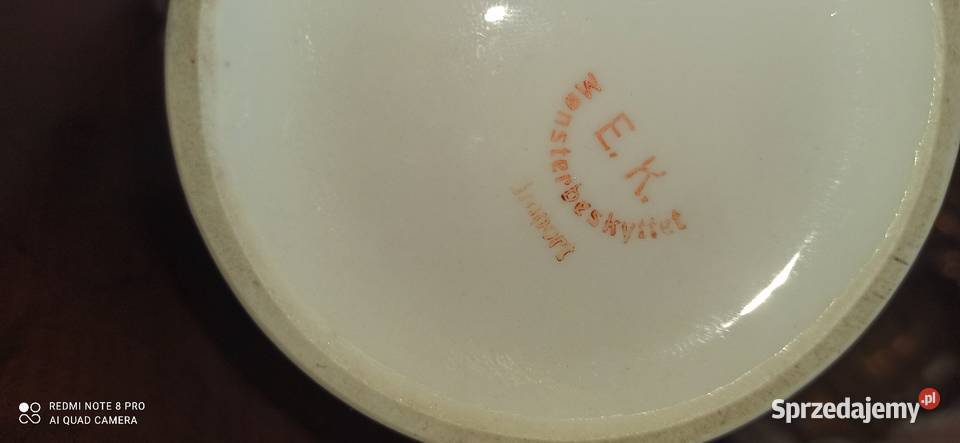 E. K.
Mønsterbeskyttet
Import
REDMI NOTE 8 PRO
AI QUAD CAMERA
Sprzedajemy.pl